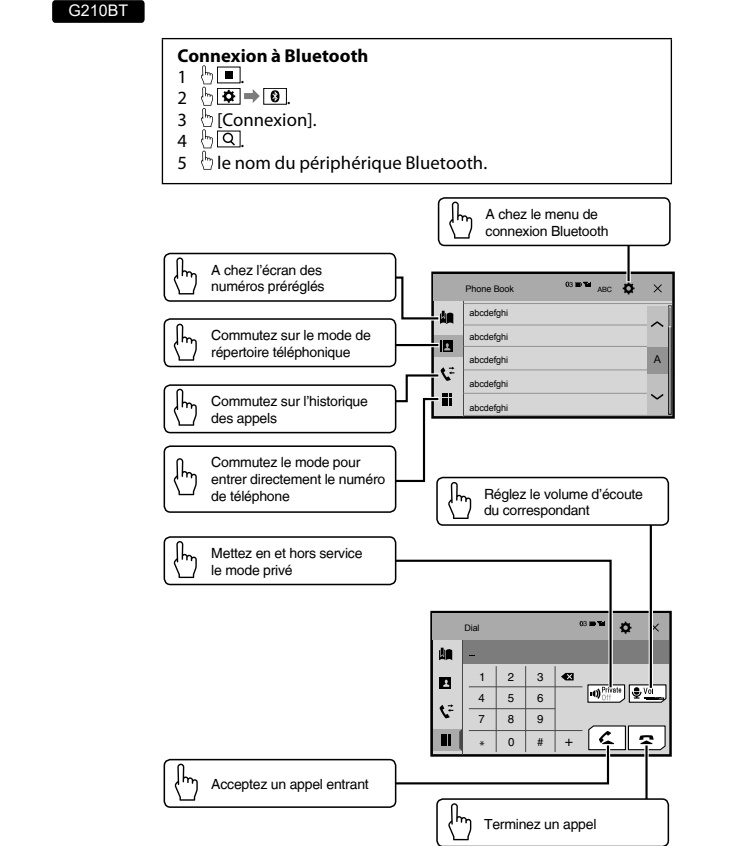 G210BT
Connexion à Bluetooth
1 .
2 .
3 [Connexion].
4 .
5 le nom du périphérique Bluetooth.
A chez le menu de
connexion Bluetooth
A chez l’écran des
numéros préréglés
Commutez sur le mode de
répertoire téléphonique
Commutez sur l’historique
des appels
Commutez le mode pour
entrer directement le numéro
de téléphone
Phone Book 03 ABC
abcdefghi
abcdefghi
abcdefghi
A
abcdefghi
abcdefghi
Réglez le volume d’écoute
du correspondant
Mettez en et hors service
le mode privé
Dial 03
–
1 2 3
4 5 6
7 8 9
* 0 # +
Private
Off
Vol
Acceptez un appel entrant
Terminez un appel